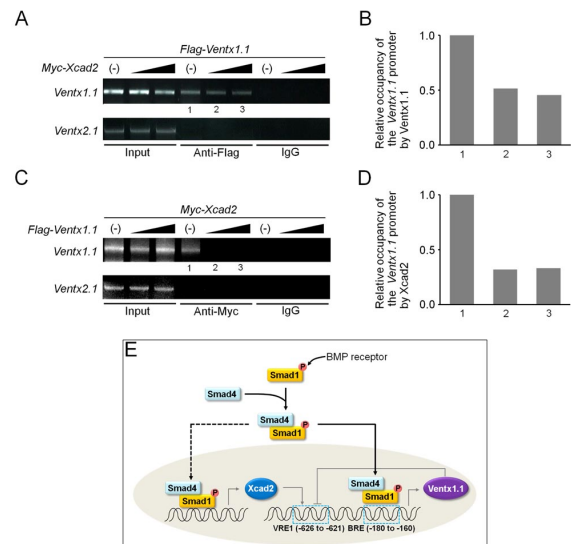 A
Flag-Ventx1.1
Myc-Xcad2 (-) (-) (-)
Ventx1.1
1 2 3
Ventx2.1
Input Anti-Flag IgG
B
Relative occupancy of
the Ventx1.1 promoter
by Ventx1.1
1.0
0.5
0.0
1 2 3
C
Myc-Xcad2
Flag-Ventx1.1 (-) (-) (-)
Ventx1.1
1 2 3
Ventx2.1
Input Anti-Myc IgG
D
Relative occupancy of
the Ventx1.1 promoter
by Xcad2
1.0
0.5
0.0
1 2 3
E
BMP receptor
P
Smad1
Smad4
Smad4
P
Smad1
Smad4
P
Smad1
Xcad2
Smad4
P
Smad1
Ventx1.1
VRE1 (-626 to -621) BRE (-180 to -160)